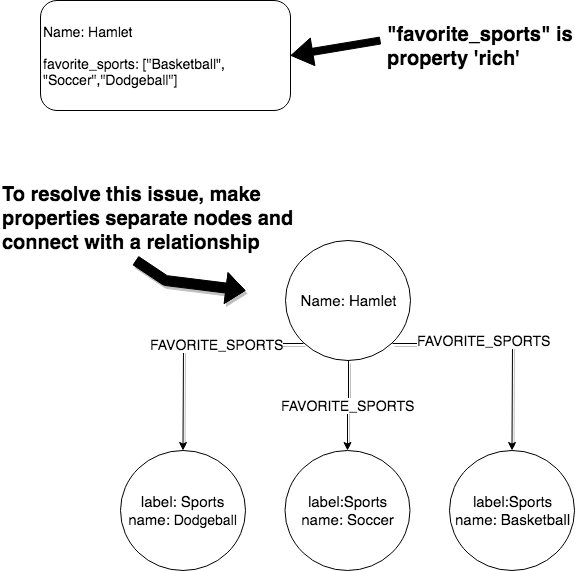 "favorite_sports" is
property 'rich'
Name: Hamlet
favorite_sports: ["Basketball",
"Soccer","Dodgeball"]
To resolve this issue, make
properties separate nodes and
connect with a relationship
Name: Hamlet
FAVORITE_SPORTS
FAVORITE_SPORTS
FAVORITE_SPORTS
label: Sports
name: Dodgeball
label:Sports
name: Soccer
label:Sports
name: Basketball